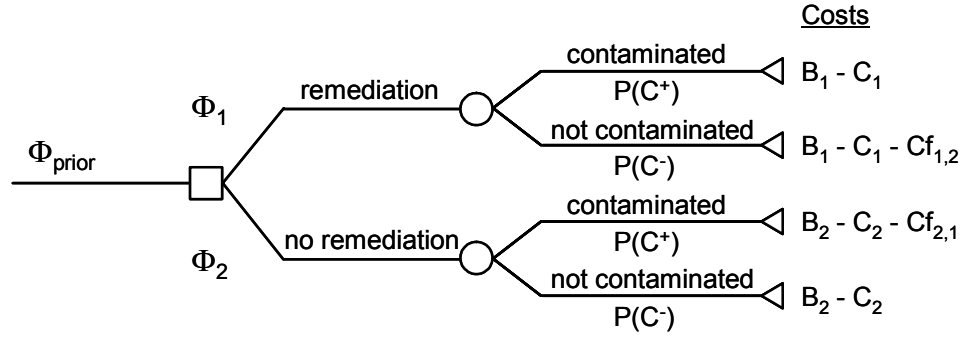 Costs
contaminated
P(C⁺)
B₁ - C₁
remediation
Φ₁
not contaminated
P(C⁻)
B₁ - C₁ - Cf₁,₂
Φprior
contaminated
P(C⁺)
B₂ - C₂ - Cf₂,₁
no remediation
Φ₂
not contaminated
P(C⁻)
B₂ - C₂